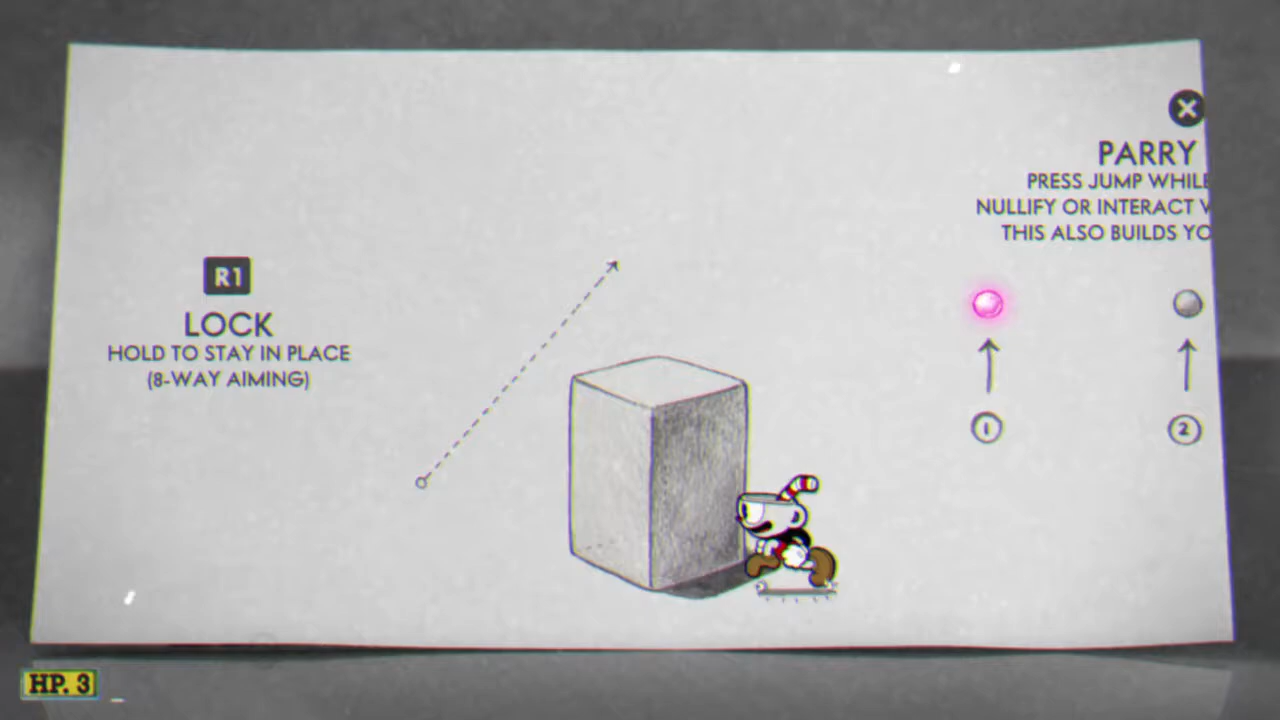 R1
LOCK
HOLD TO STAY IN PLACE
(8-WAY AIMING)
PARRY
PRESS JUMP WHILE
NULLIFY OR INTERACT
THIS ALSO BUILDS
1
2
HP. 3